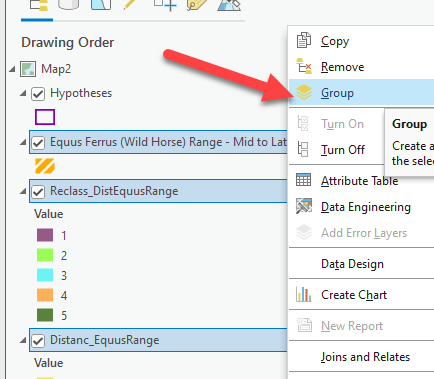 Drawing Order
Map2
Hypotheses
Equus Ferrus (Wild Horse) Range - Mid to Lat
Reclass_DistEquusRange
Value
1
2
3
4
5
Distanc_EquusRange
Value
Copy
Remove
Group
Turn On
Turn Off
Attribute Table
Data Engineering
Add Error Layers
Data Design
Create Chart
New Report
Joins and Relates
Group
Create a
the selec